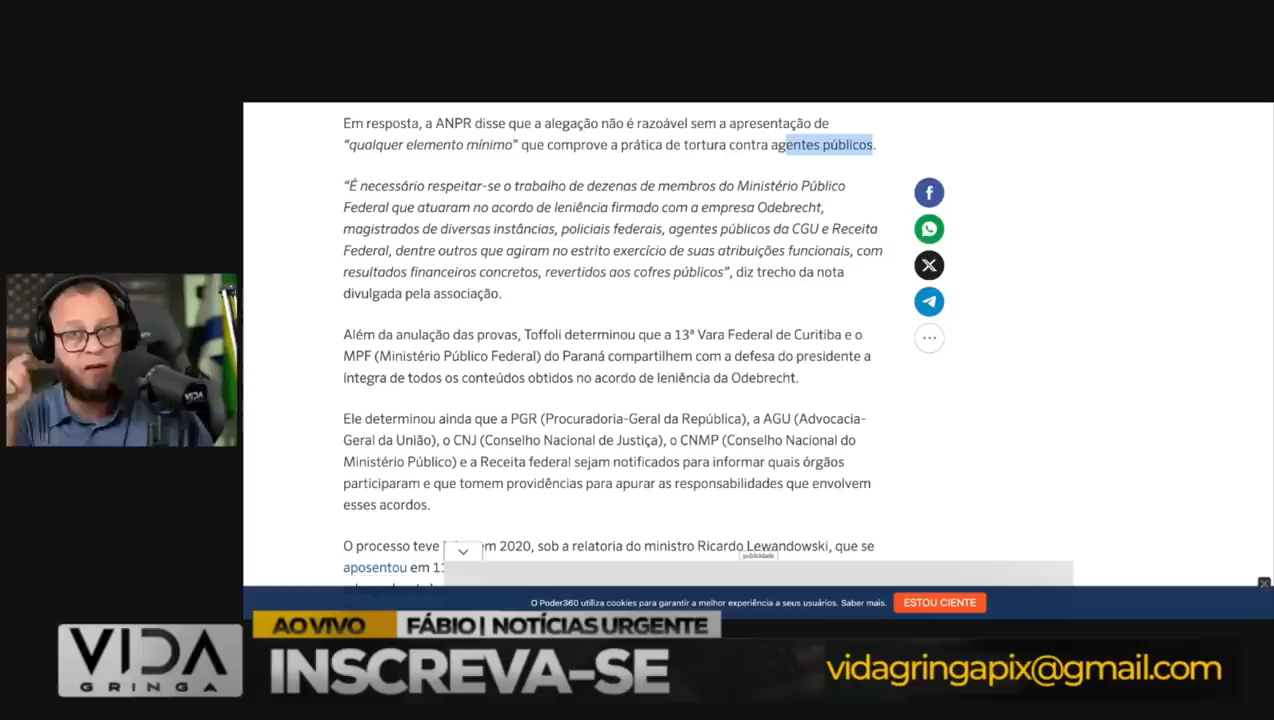 Em resposta, a ANPR disse que a alegação não é razoável sem a apresentação de
“qualquer elemento mínimo” que comprove a prática de tortura contra agentes públicos.
“É necessário respeitar-se o trabalho de dezenas de membros do Ministério Público
Federal que atuaram no acordo de leniência firmado com a empresa Odebrecht,
magistrados de diversas instâncias, policiais federais, agentes públicos da CGU e Receita
Federal, dentre outros que agiram no estrito exercício de suas atribuições funcionais, com
resultados financeiros concretos, revertidos aos cofres públicos”, diz trecho da nota
divulgada pela associação.
Além da anulação das provas, Toffoli determinou que a 13ª Vara Federal de Curitiba e o
MPF (Ministério Público Federal) do Paraná compartilhem com a defesa do presidente a
íntegra de todos os conteúdos obtidos no acordo de leniência da Odebrecht.
Ele determinou ainda que a PGR (Procuradoria-Geral da República), a AGU (Advocacia-
Geral da União), o CNJ (Conselho Nacional de Justiça), o CNMP (Conselho Nacional do
Ministério Público) e a Receita federal sejam notificados para informar quais órgãos
participaram e que tomem providências para apurar as responsabilidades que envolvem
esses acordos.
O processo teve em 2020, sob a relatoria do ministro Ricardo Lewandowski, que se
publicidade
aposentou em 11
O Poder360 utiliza cookies para garantir a melhor experiência a seus usuários. Saber mais.
ESTOU CIENTE
VIDA
AO VIVO
FÁBIO | NOTÍCIAS URGENTE
VIDA
GRINGA
INSCREVA-SE
vidagringapix@gmail.com